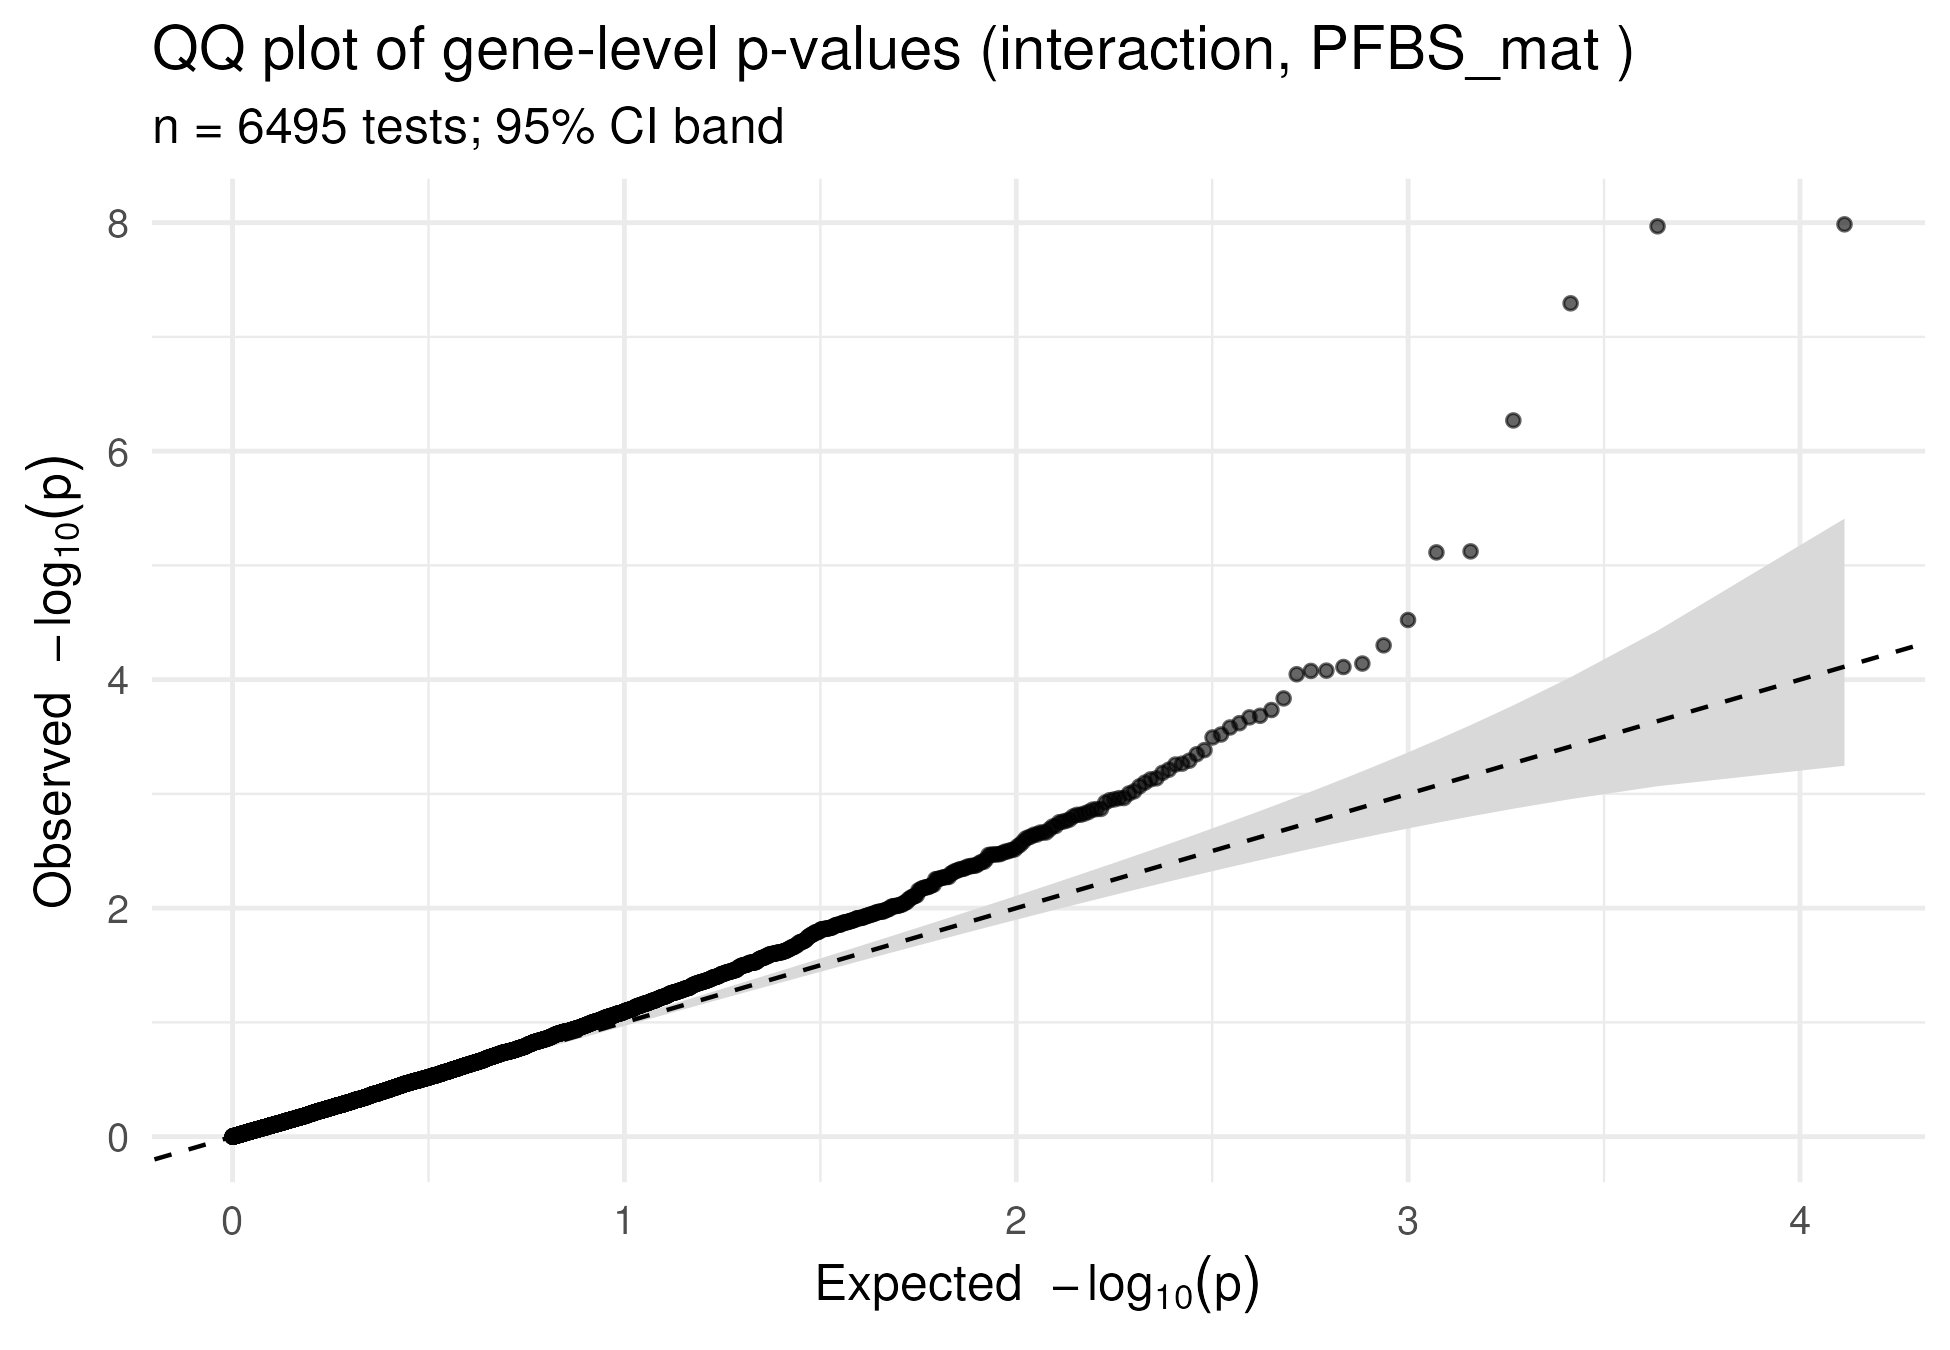 QQ plot of gene-level p-values (interaction, PFBS_mat )
n = 6495 tests; 95% CI band
8
6
4
2
0
Observed −log10(p)
0 1 2 3 4
Expected −log10(p)